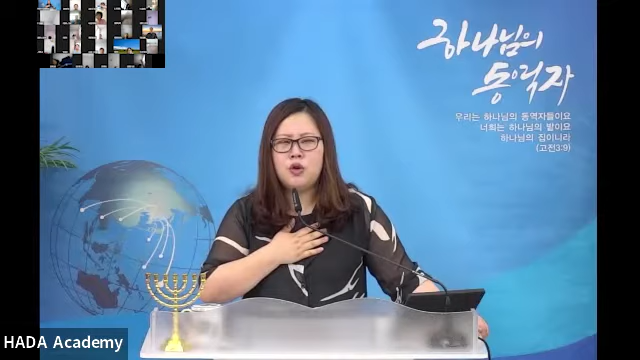 하나님의
동역자
우리는 하나님의 동역자들이요
너희는 하나님의 밭이요
하나님의 집이니라
(고전3:9)
HADA Academy